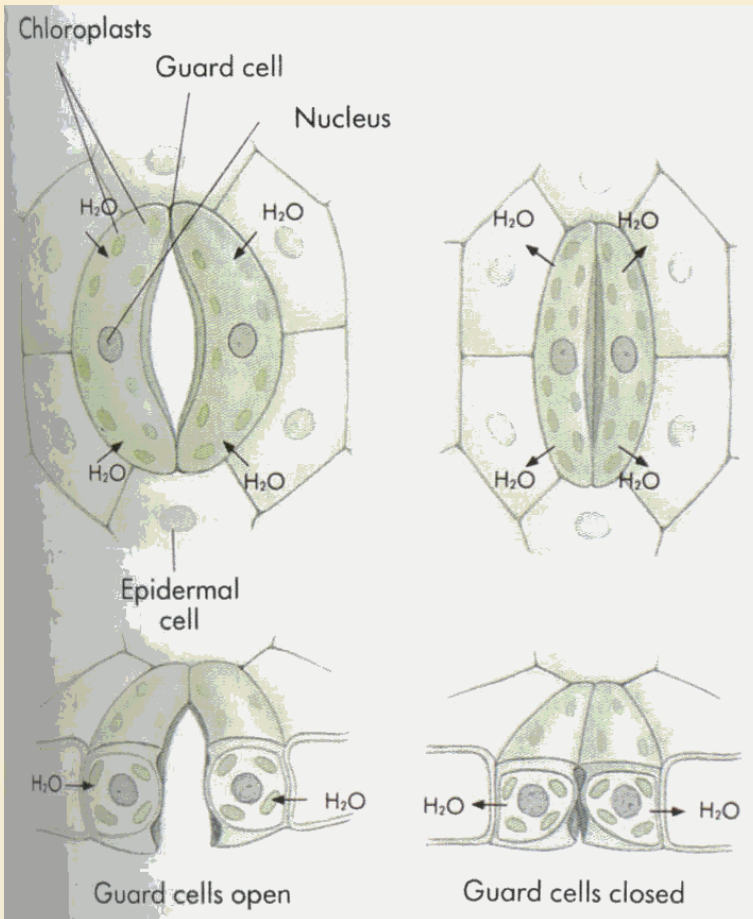 Chloroplasts
Guard cell
Nucleus
H₂O
H₂O
H₂O
H₂O
H₂O
H₂O
H₂O
H₂O
Epidermal
cell
H₂O
H₂O
H₂O
H₂O
Guard cells open
Guard cells closed